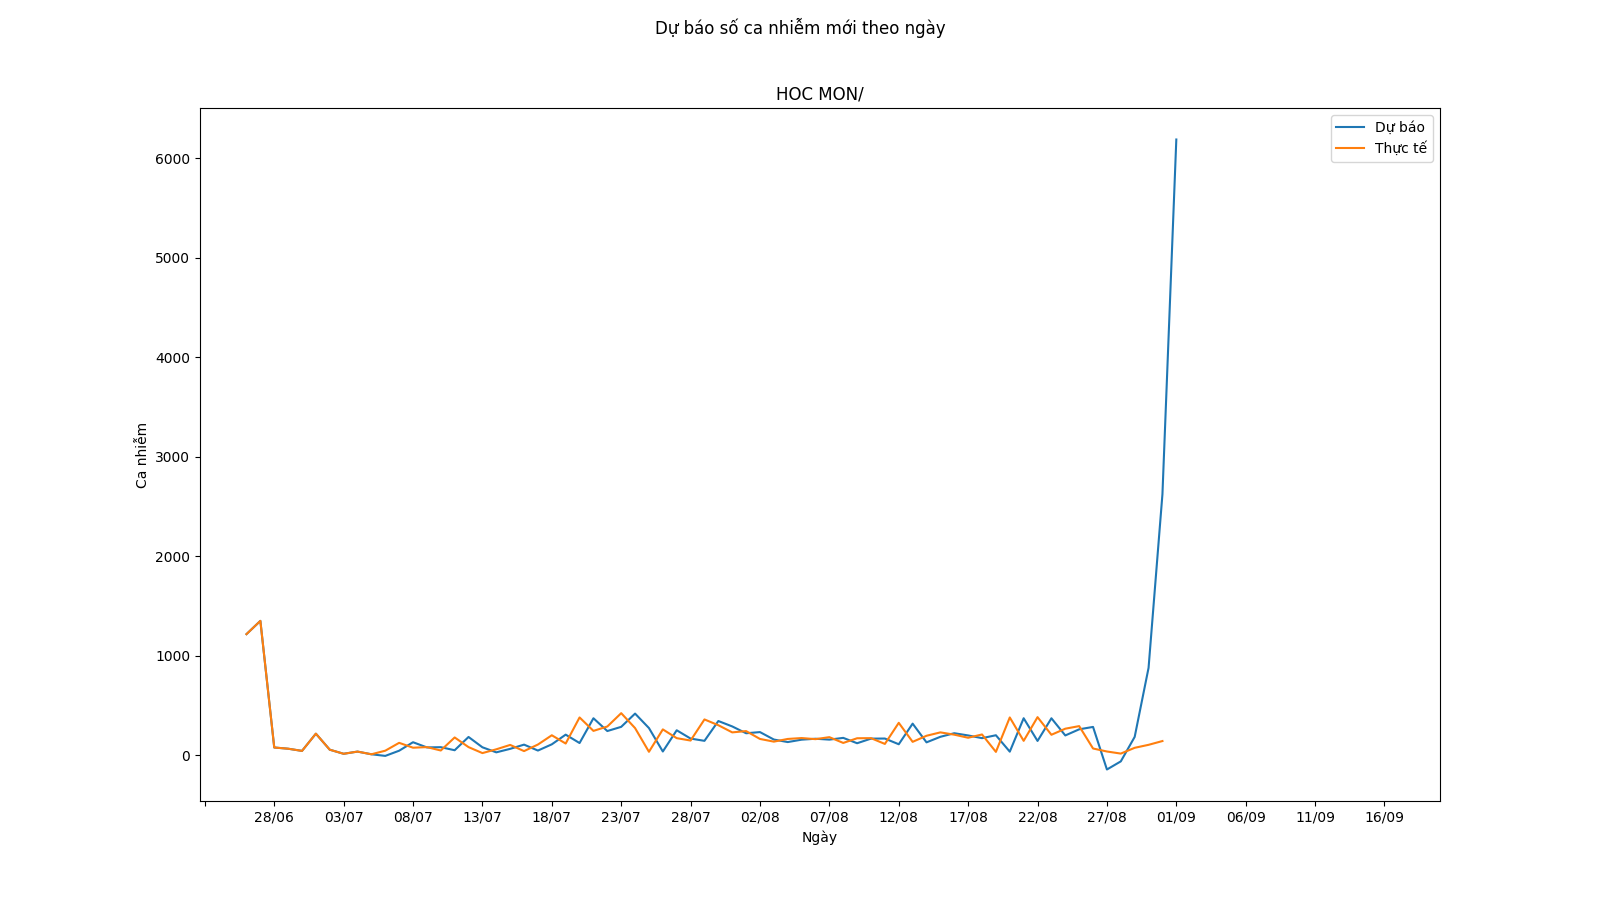 Dự báo số ca nhiễm mới theo ngày
HOC MON/
Dự báo
Thực tế
6000
5000
4000
3000
2000
1000
0
Ca nhiễm
28/06 03/07 08/07 13/07 18/07 23/07 28/07 02/08 07/08 12/08 17/08 22/08 27/08 01/09 06/09 11/09 16/09
Ngày